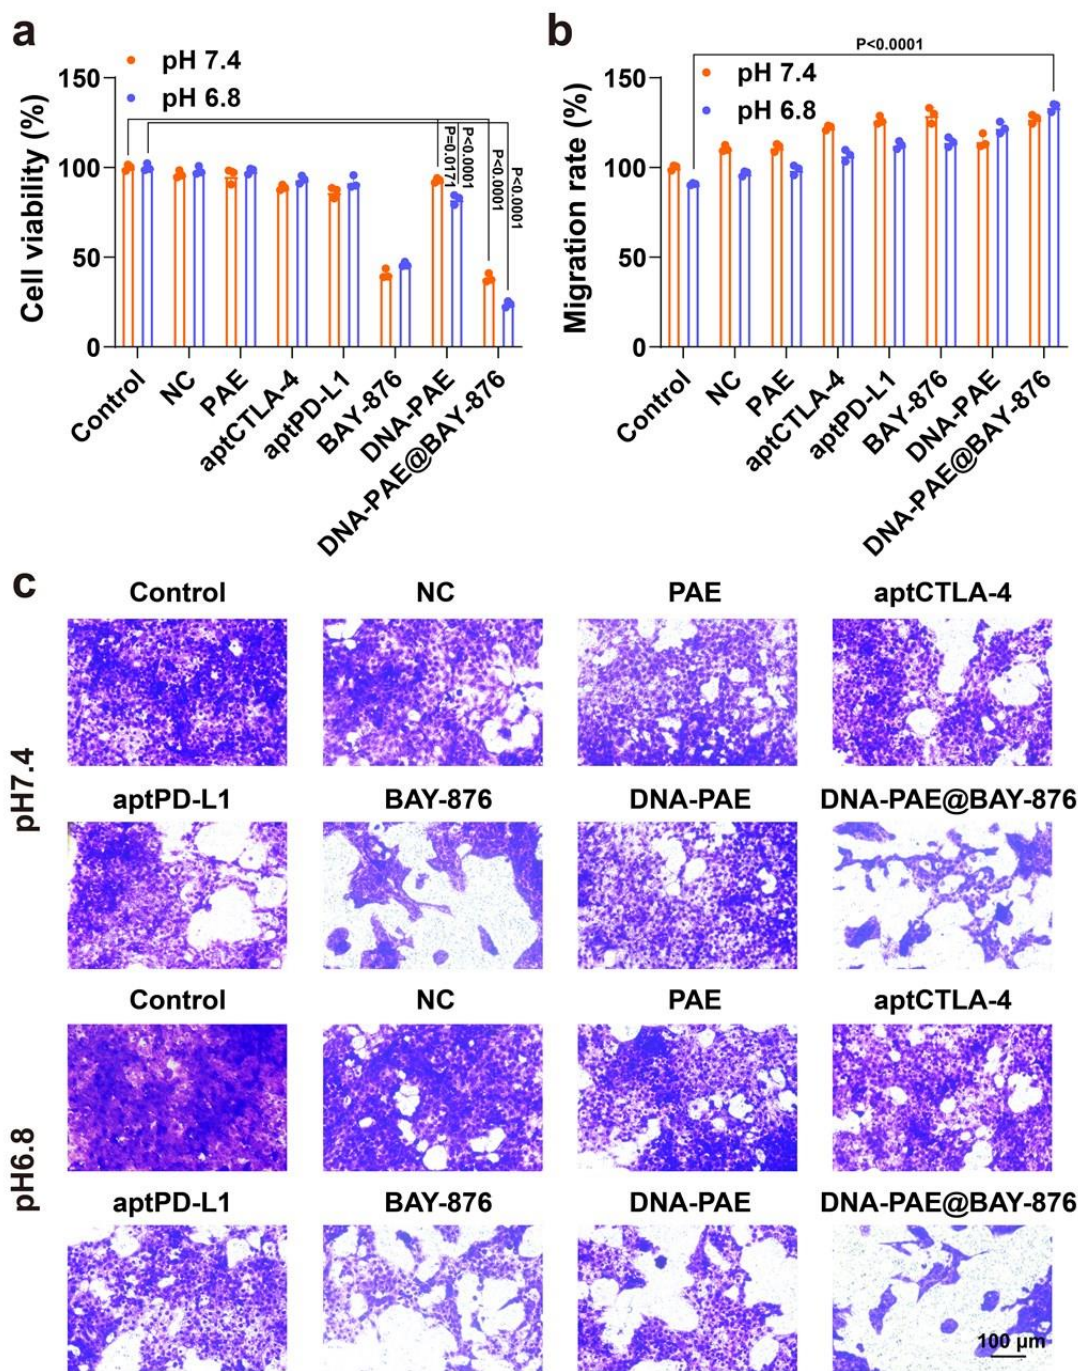 a
pH 7.4
pH 6.8
Cell viability (%)
150
100
50
0
P=0.0171
P<0.0001
P<0.0001
P<0.0001
Control
NC
PAE
aptCTLA-4
aptPD-L1
BAY-876
DNA-PAE
DNA-PAE@BAY-876
b
P<0.0001
pH 7.4
pH 6.8
Migration rate (%)
150
100
50
0
Control
NC
PAE
aptCTLA-4
aptPD-L1
BAY-876
DNA-PAE
DNA-PAE@BAY-876
c
Control NC PAE aptCTLA-4
pH7.4
aptPD-L1 BAY-876 DNA-PAE DNA-PAE@BAY-876
Control NC PAE aptCTLA-4
pH6.8
aptPD-L1 BAY-876 DNA-PAE DNA-PAE@BAY-876
100 μm